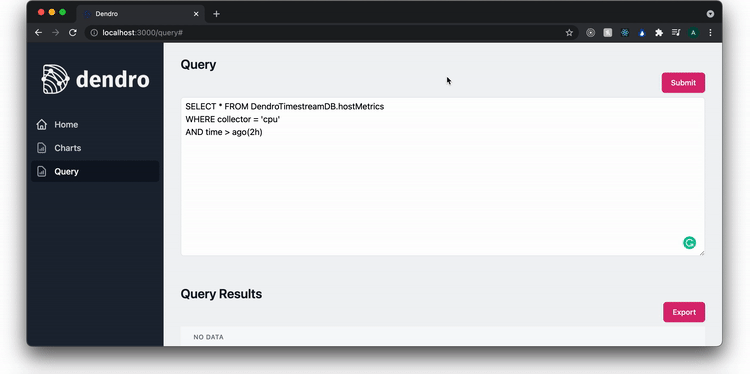 Dendro
localhost:3000/query#
A
dendro
Home
Charts
Query
Query
Submit
SELECT * FROM DendroTimestreamDB.hostMetrics
WHERE collector = 'cpu'
AND time > ago(2h)
Query Results
Export
NO DATA